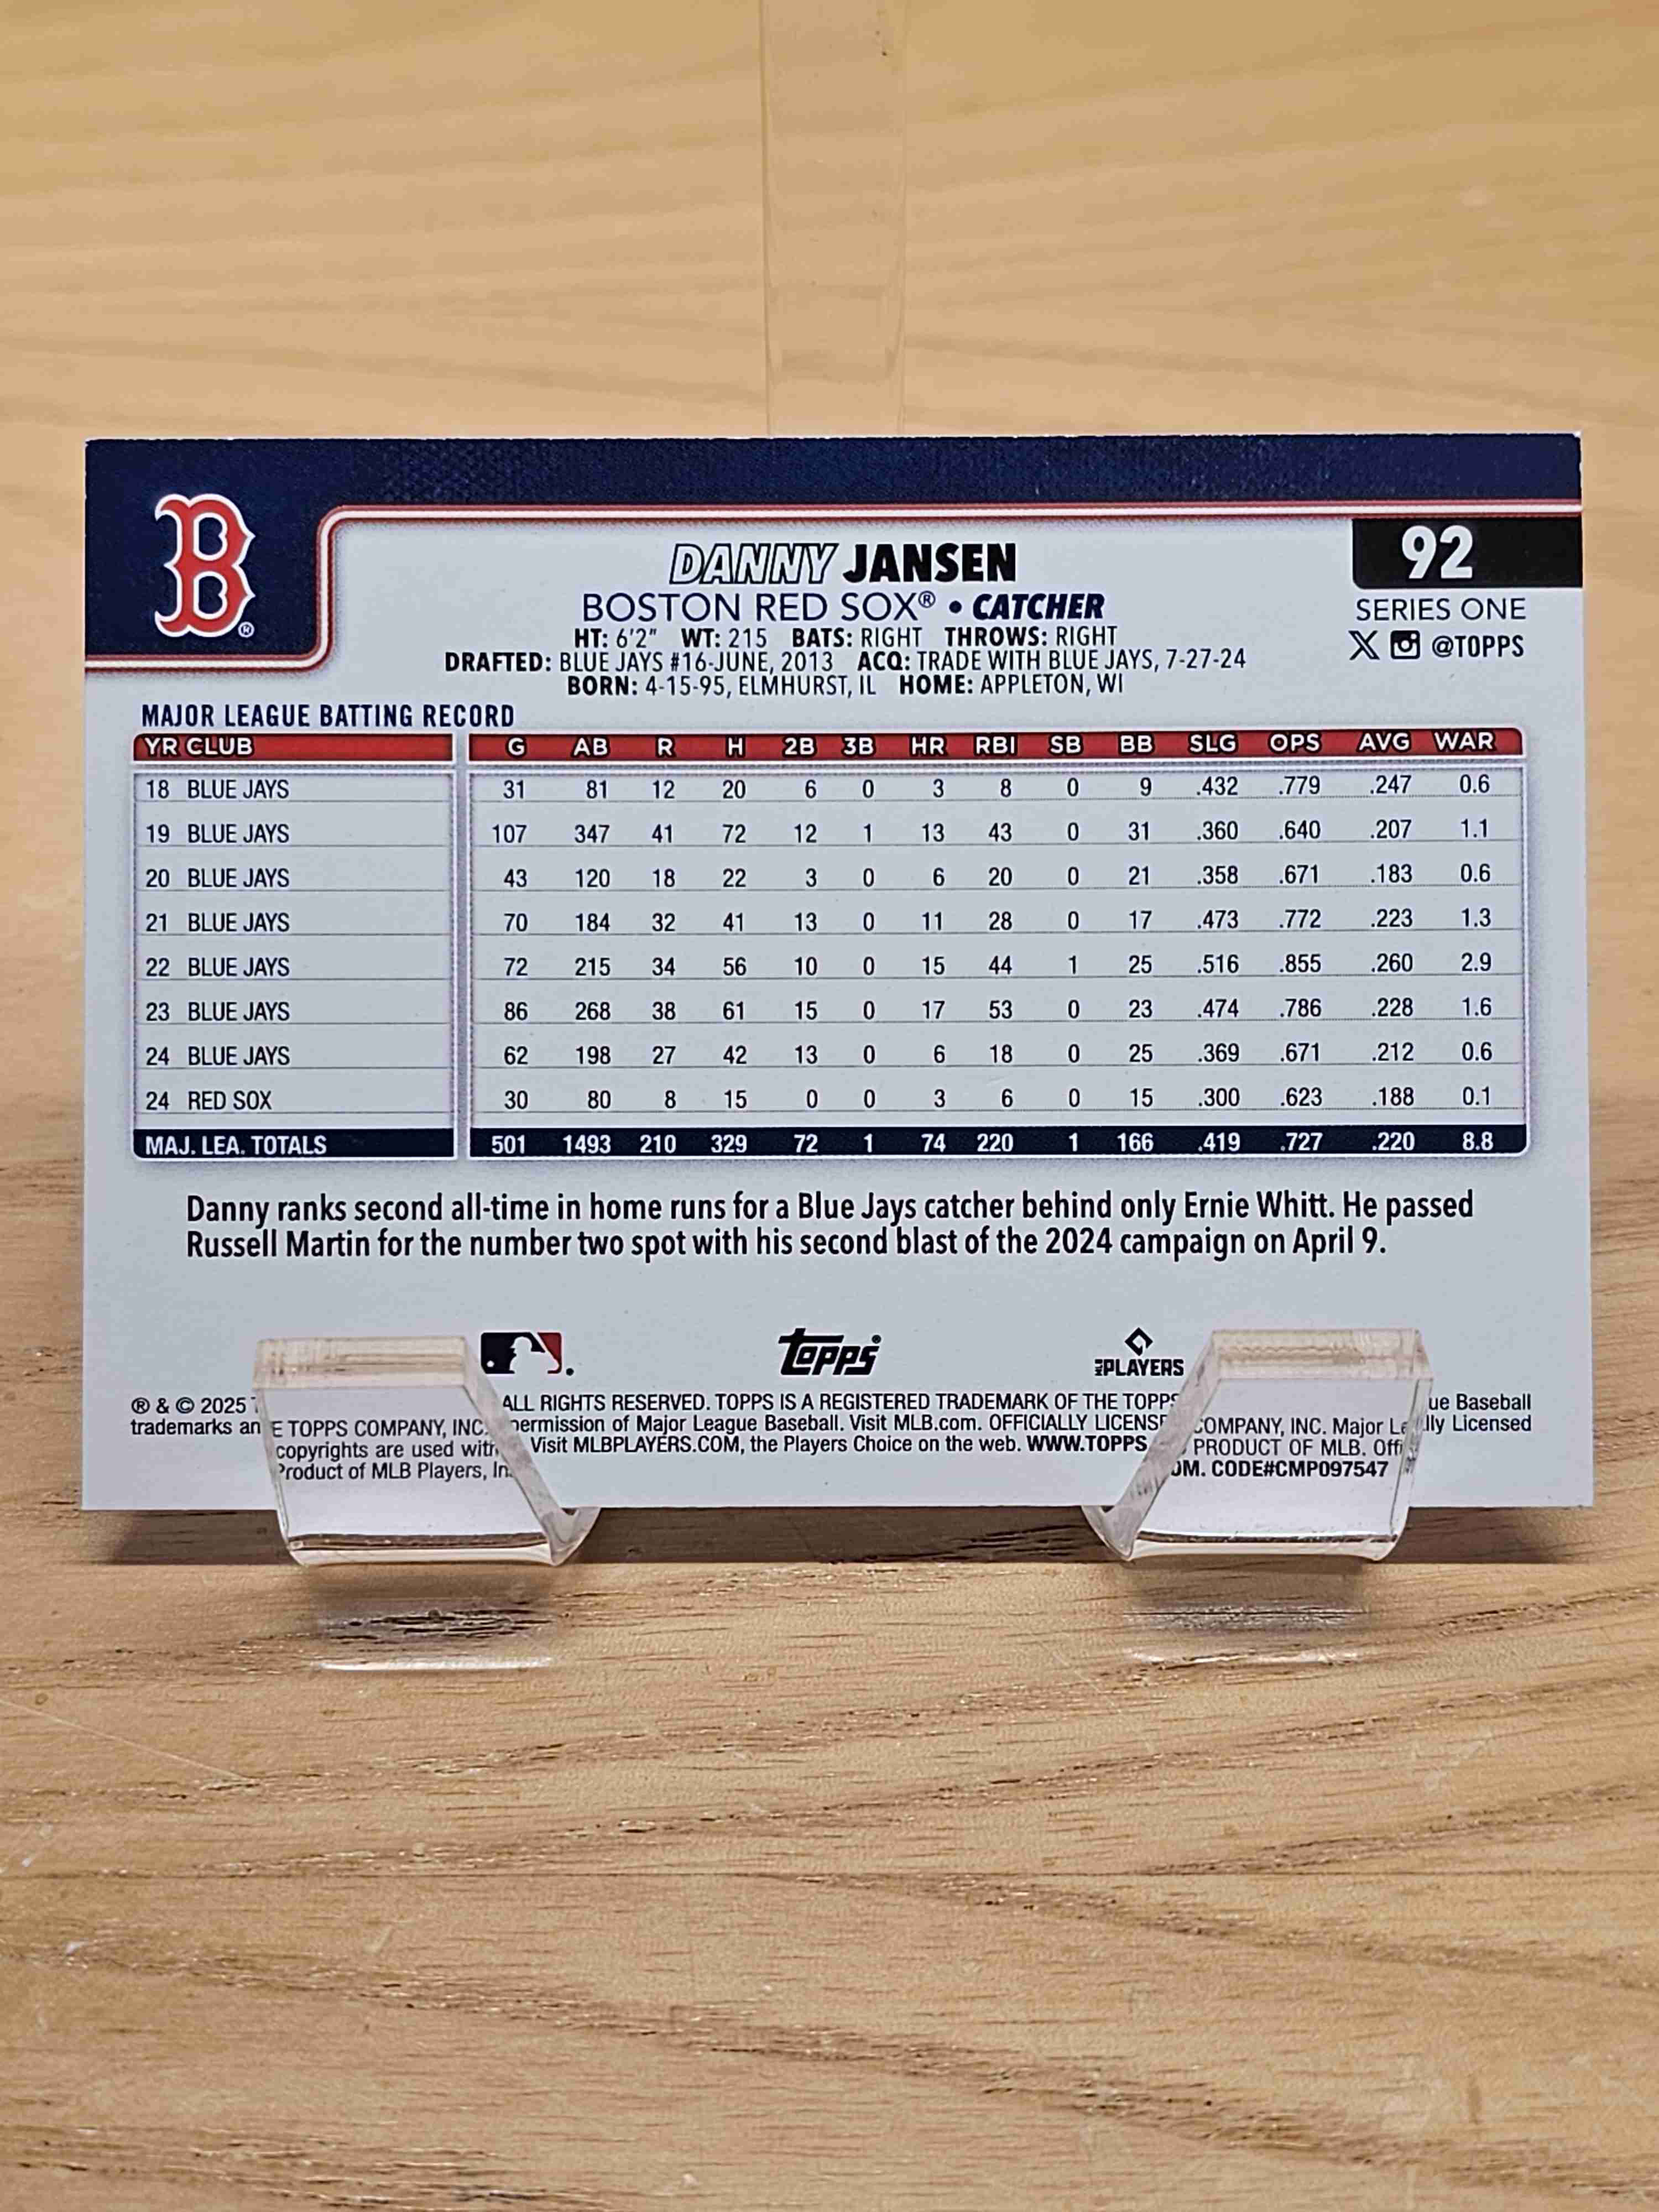 B ®
DANNY JANSEN
92
BOSTON RED SOX® • CATCHER
SERIES ONE
HT: 6'2" WT: 215 BATS: RIGHT THROWS: RIGHT
X @TOPPS
DRAFTED: BLUE JAYS #16-JUNE, 2013 ACQ: TRADE WITH BLUE JAYS, 7-27-24
BORN: 4-15-95, ELMHURST, IL HOME: APPLETON, WI
MAJOR LEAGUE BATTING RECORD
YR CLUB G AB R H 2B 3B HR RBI SB BB SLG OPS AVG WAR
18 BLUE JAYS 31 81 12 20 6 0 3 8 0 9 .432 .779 .247 0.6
19 BLUE JAYS 107 347 41 72 12 1 13 43 0 31 .360 .640 .207 1.1
20 BLUE JAYS 43 120 18 22 3 0 6 20 0 21 .358 .671 .183 0.6
21 BLUE JAYS 70 184 32 41 13 0 11 28 0 17 .473 .772 .223 1.3
22 BLUE JAYS 72 215 34 56 10 0 15 44 1 25 .516 .855 .260 2.9
23 BLUE JAYS 86 268 38 61 15 0 17 53 0 23 .474 .786 .228 1.6
24 BLUE JAYS 62 198 27 42 13 0 6 18 0 25 .369 .671 .212 0.6
24 RED SOX 30 80 8 15 0 0 3 6 0 15 .300 .623 .188 0.1
MAJ. LEA. TOTALS 501 1493 210 329 72 1 74 220 1 166 .419 .727 .220 8.8
Danny ranks second all-time in home runs for a Blue Jays catcher behind only Ernie Whitt. He passed
Russell Martin for the number two spot with his second blast of the 2024 campaign on April 9.
Topps®
MLB PLAYERS
® & © 2025 E TOPPS COMPANY, INC. ALL RIGHTS RESERVED. TOPPS IS A REGISTERED TRADEMARK OF THE TOPPS COMPANY, INC. Major Le ue Baseball
trademarks an copyrights are used with permission of Major League Baseball. Visit MLB.com. OFFICIALLY LICENSE PRODUCT OF MLB. Offi lly Licensed
Product of MLB Players, In Visit MLBPLAYERS.COM, the Players Choice on the web. WWW.TOPPS OM. CODE#CMP097547